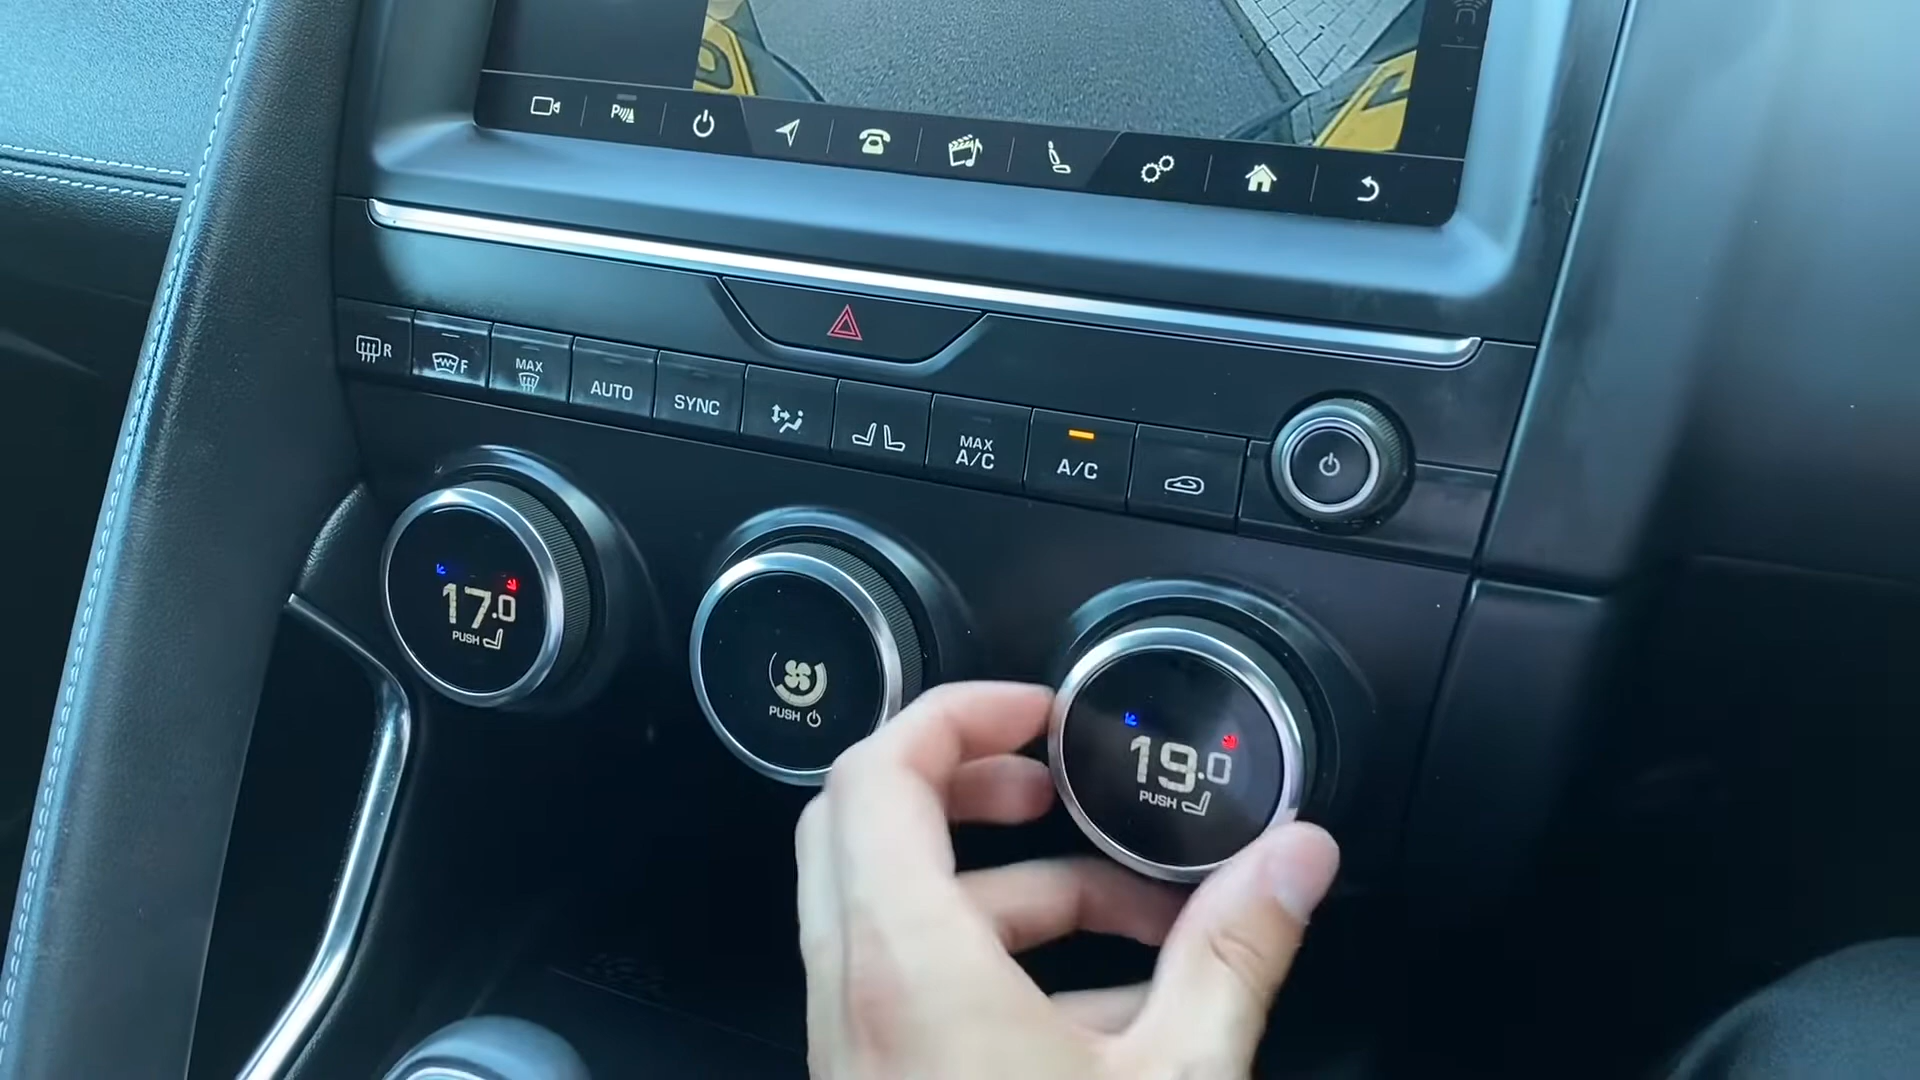 P
R
F
MAX
AUTO
SYNC
MAX
A/C
A/C
17.0
PUSH
PUSH
19.0
PUSH